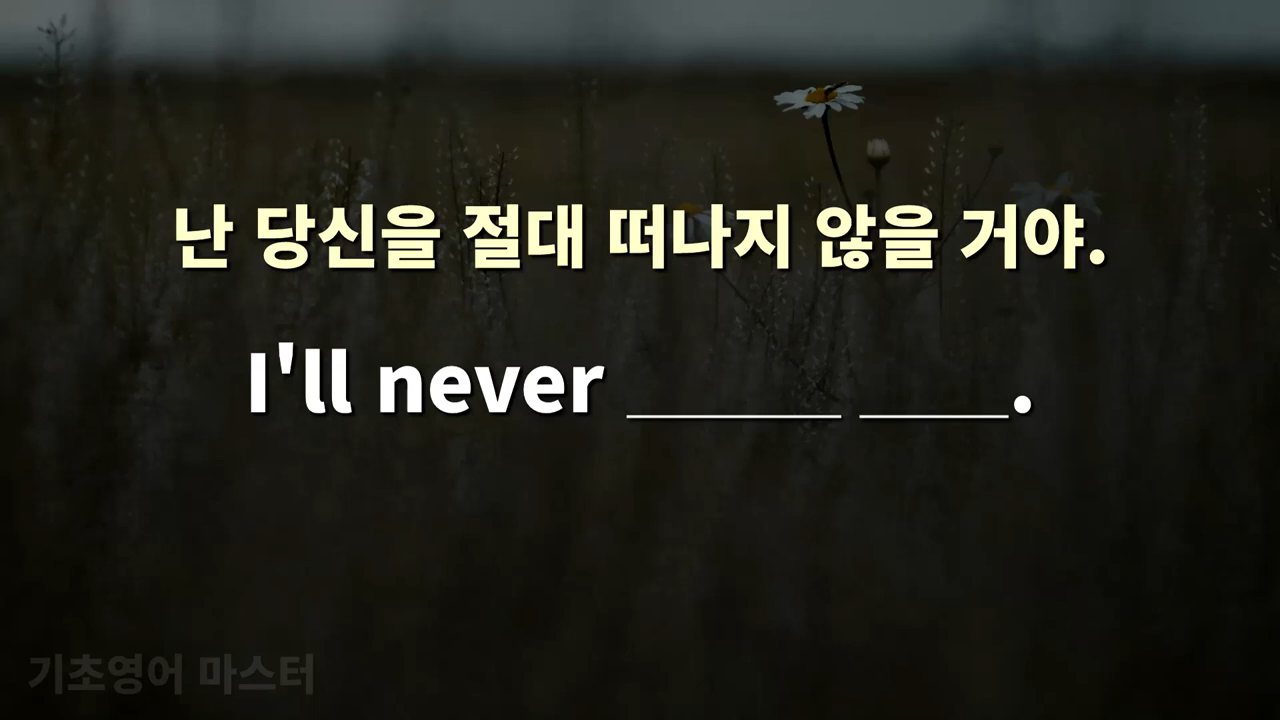 난 당신을 절대 떠나지 않을 거야.
I'll never _____ ____.
기초영어 마스터